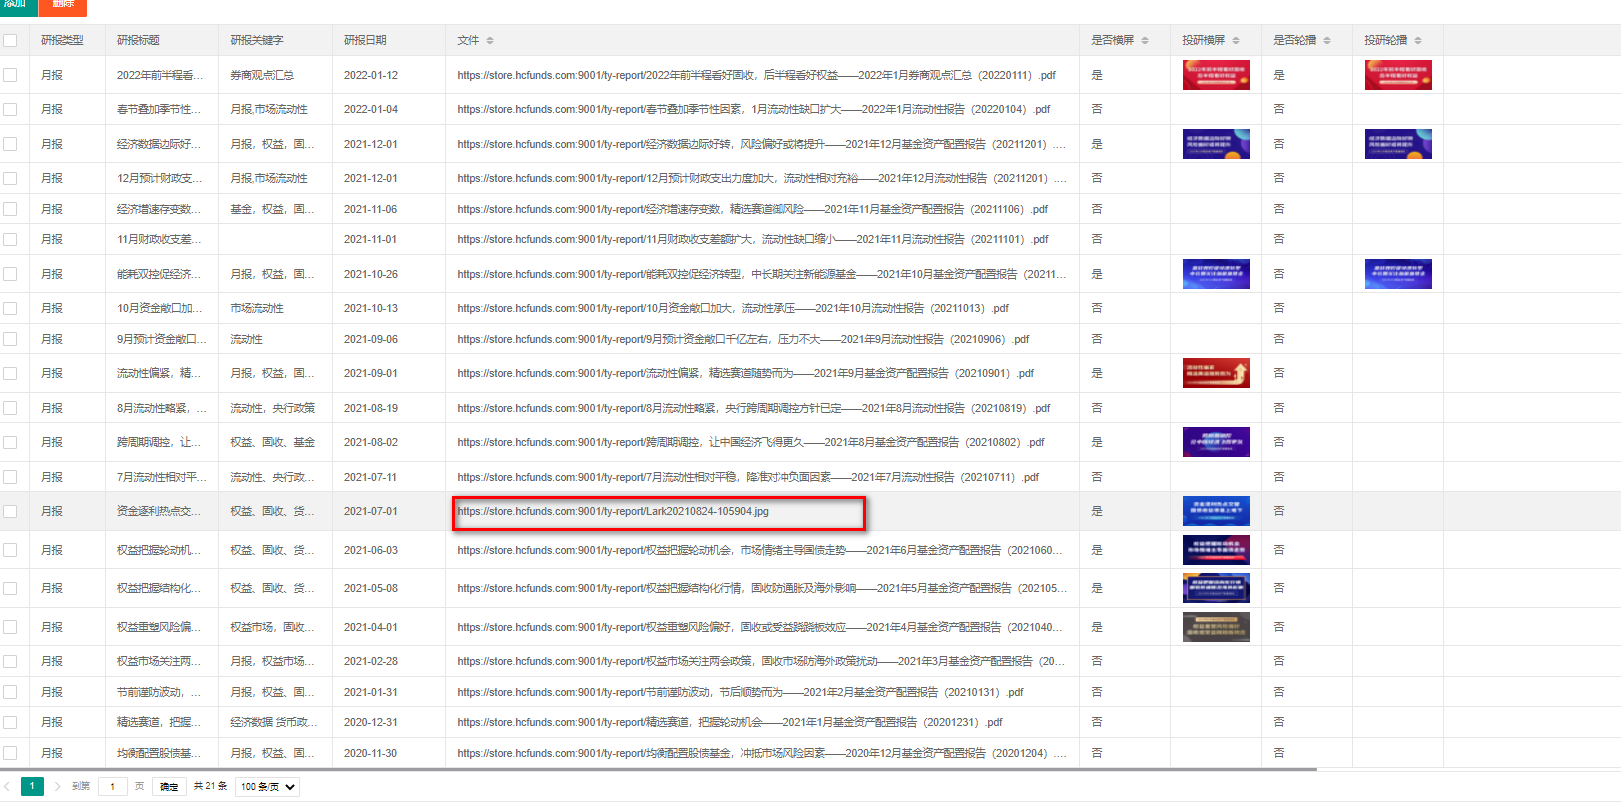 添加 删除
研报类型 研报标题 研报关键字 研报日期 文件 是否横屏 投研横屏 是否轮播 投研轮播
月报 2022年前半程看好... 券商观点汇总 2022-01-12 https://store.hcfunds.com:9001/ty-report/2022年前半程看好固收，后半程看好权益——2022年1月券商观点汇总（20220111）.pdf 是 是
月报 春节叠加季节性... 月报,市场流动性 2022-01-04 https://store.hcfunds.com:9001/ty-report/春节叠加季节性因素，1月流动性缺口扩大——2022年1月流动性报告（20220104）.pdf 否 否
月报 经济数据边际好... 月报，权益，固... 2021-12-01 https://store.hcfunds.com:9001/ty-report/经济数据边际好转，风险偏好或将提升——2021年12月基金资产配置报告（20211201）.... 是 否
月报 12月预计财政支... 月报,市场流动性 2021-12-01 https://store.hcfunds.com:9001/ty-report/12月预计财政支出力度加大，流动性相对充裕——2021年12月流动性报告（20211201）.... 否 否
月报 经济增速存变数... 基金，权益，固... 2021-11-06 https://store.hcfunds.com:9001/ty-report/经济增速存变数，精选赛道御风险——2021年11月基金资产配置报告（20211106）.pdf 否 否
月报 11月财政收支差... 2021-11-01 https://store.hcfunds.com:9001/ty-report/11月财政收支差额扩大，流动性缺口缩小——2021年11月流动性报告（20211101）.pdf 否 否
月报 能耗双控促经济... 月报，权益，固... 2021-10-26 https://store.hcfunds.com:9001/ty-report/能耗双控促经济转型，中长期关注新能源基金——2021年10月基金资产配置报告（20211... 是 否
月报 10月资金敞口加... 市场流动性 2021-10-13 https://store.hcfunds.com:9001/ty-report/10月资金敞口加大，流动性承压——2021年10月流动性报告（20211013）.pdf 否 否
月报 9月预计资金敞口... 流动性 2021-09-06 https://store.hcfunds.com:9001/ty-report/9月预计资金敞口千亿左右，压力不大——2021年9月流动性报告（20210906）.pdf 否 否
月报 流动性偏紧，精... 月报，权益，固... 2021-09-01 https://store.hcfunds.com:9001/ty-report/流动性偏紧，精选赛道随势而为——2021年9月基金资产配置报告（20210901）.pdf 是 否
月报 8月流动性略紧，... 流动性，央行政策 2021-08-19 https://store.hcfunds.com:9001/ty-report/8月流动性略紧，央行跨周期调控方针已定——2021年8月流动性报告（20210819）.pdf 否 否
月报 跨周期调控，让... 权益、固收、基金 2021-08-02 https://store.hcfunds.com:9001/ty-report/跨周期调控，让中国经济飞得更久——2021年8月基金资产配置报告（20210802）.pdf 是 否
月报 7月流动性相对平... 流动性、央行政... 2021-07-11 https://store.hcfunds.com:9001/ty-report/7月流动性相对平稳，降准对冲负面因素——2021年7月流动性报告（20210711）.pdf 否 否
月报 资金逐利热点交... 权益、固收、货... 2021-07-01 https://store.hcfunds.com:9001/ty-report/Lark20210824-105904.jpg 是 否
月报 权益把握轮动机... 权益、固收、货... 2021-06-03 https://store.hcfunds.com:9001/ty-report/权益把握轮动机会，市场情绪主导国债走势——2021年6月基金资产配置报告（2021060... 是 否
月报 权益把握结构化... 权益、固收、货... 2021-05-08 https://store.hcfunds.com:9001/ty-report/权益把握结构化行情，固收防通胀及海外影响——2021年5月基金资产配置报告（202105... 是 否
月报 权益重塑风险偏... 权益市场，固收... 2021-04-01 https://store.hcfunds.com:9001/ty-report/权益重塑风险偏好，固收或受益跷跷板效应——2021年4月基金资产配置报告（2021040... 是 否
月报 权益市场关注两... 月报，权益市场... 2021-02-28 https://store.hcfunds.com:9001/ty-report/权益市场关注两会政策，固收市场防海外政策扰动——2021年3月基金资产配置报告（20... 否 否
月报 节前谨防波动，... 月报，权益、固... 2021-01-31 https://store.hcfunds.com:9001/ty-report/节前谨防波动，节后顺势而为——2021年2月基金资产配置报告（20210131）.pdf 否 否
月报 精选赛道，把握... 经济数据 货币政... 2020-12-31 https://store.hcfunds.com:9001/ty-report/精选赛道，把握轮动机会——2021年1月基金资产配置报告（20201231）.pdf 否 否
月报 均衡配置股债基... 月报，权益、固... 2020-11-30 https://store.hcfunds.com:9001/ty-report/均衡配置股债基金，冲抵市场风险因素——2020年12月基金资产配置报告（20201204）.... 否 否
1 到第 1 页 确定 共 21 条 100 条/页